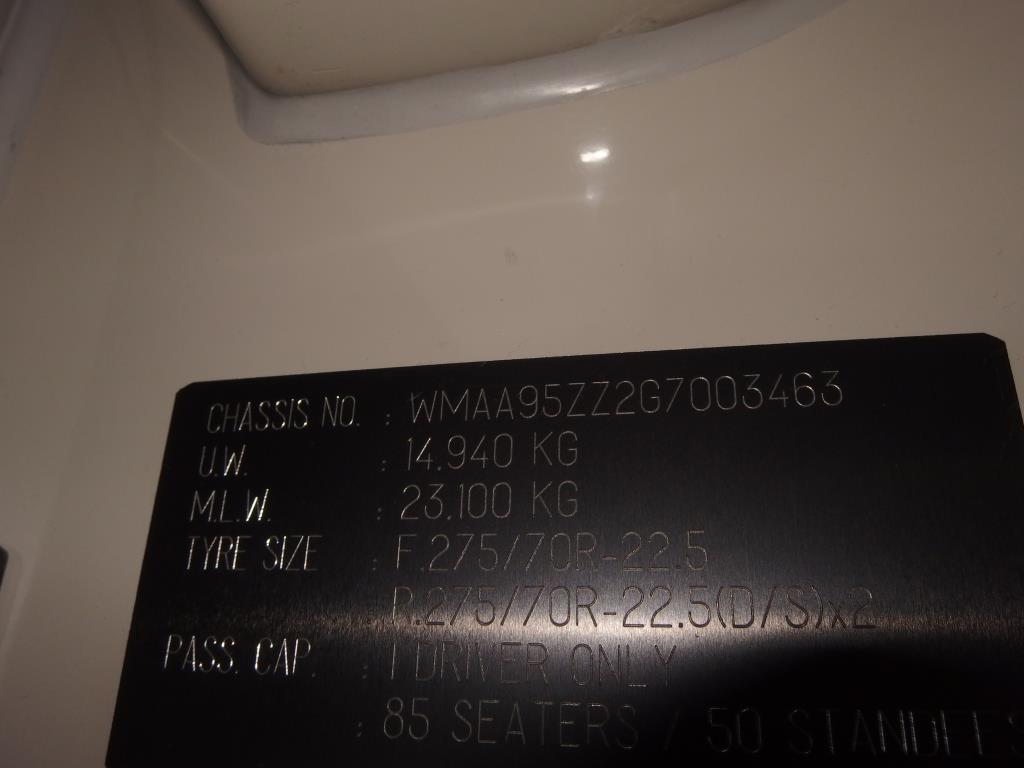 CHASSIS NO. : WMAA95ZZ2G7003463
U.W. : 14.940 KG
M.L.W. : 23.100 KG
TYRE SIZE : F.275/70R-22.5
: R.275/70R-22.5(D/S)x2
PASS. CAP. : 1 DRIVER ONLY
: 85 SEATERS / 50 STANDEES